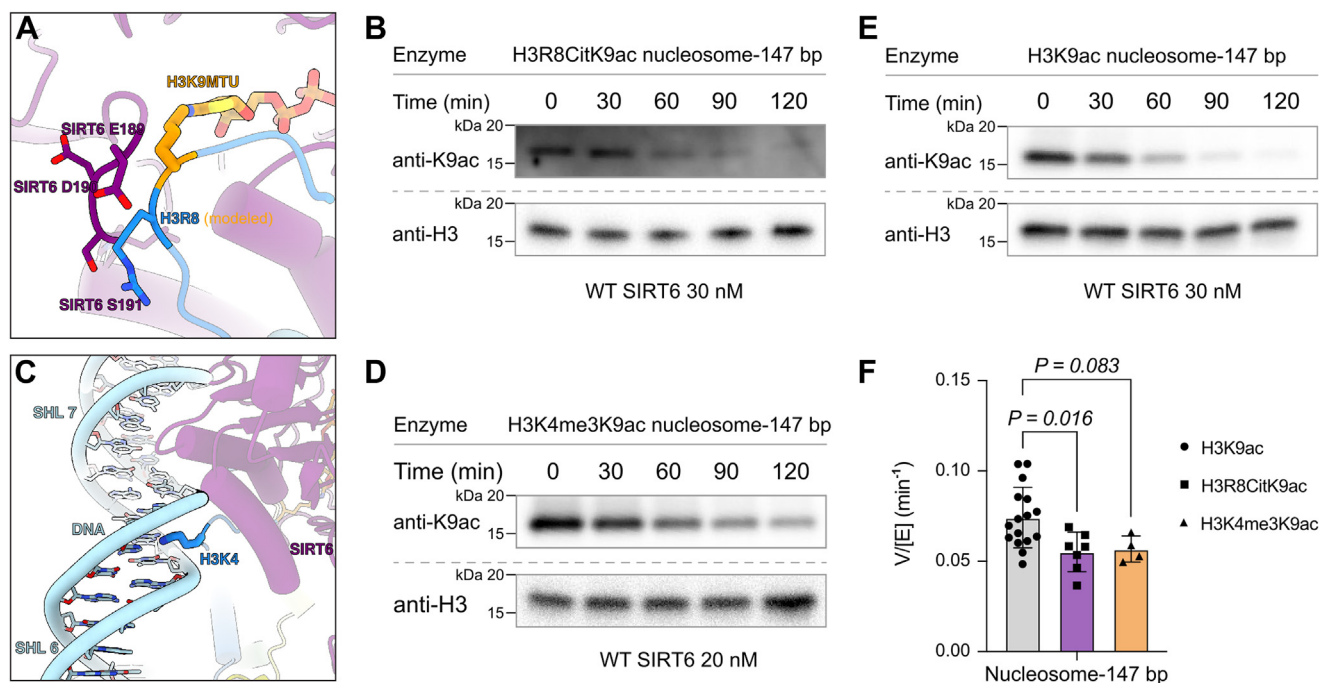 A
H3K9MTU
SIRT6 E189
SIRT6 D190
H3R8 (modeled)
SIRT6 S191
B
Enzyme H3R8CitK9ac nucleosome-147 bp
Time (min) 0 30 60 90 120
kDa 20
anti-K9ac 15
kDa 20
anti-H3 15
WT SIRT6 30 nM
E
Enzyme H3K9ac nucleosome-147 bp
Time (min) 0 30 60 90 120
kDa 20
anti-K9ac 15
kDa 20
anti-H3 15
WT SIRT6 30 nM
C
SHL 7
DNA
H3K4
SIRT6
SHL 6
D
Enzyme H3K4me3K9ac nucleosome-147 bp
Time (min) 0 30 60 90 120
kDa 20
anti-K9ac 15
kDa 20
anti-H3 15
WT SIRT6 20 nM
F
P = 0.083
P = 0.016
V/[E] (min⁻¹)
0.15
0.10
0.05
0.00
Nucleosome-147 bp
H3K9ac
H3R8CitK9ac
H3K4me3K9ac